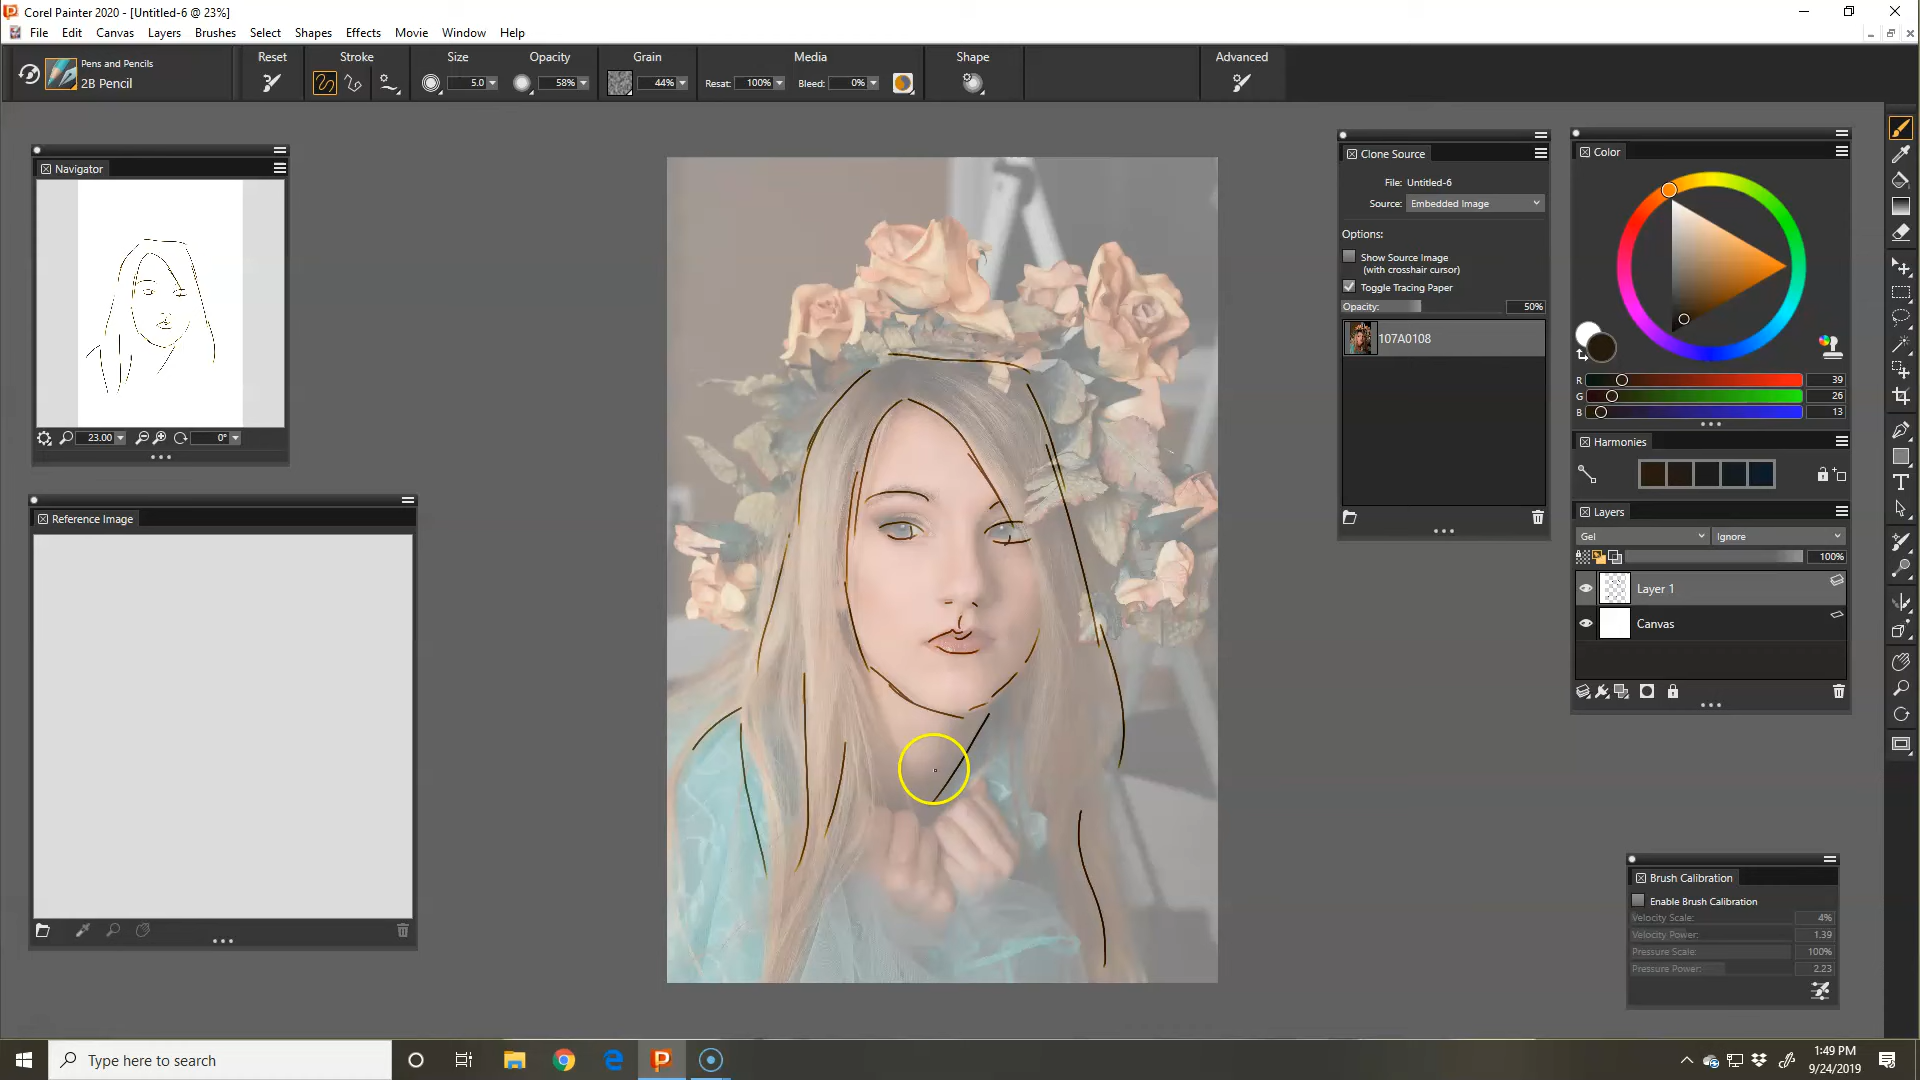 Corel Painter 2020 - [Untitled-6 @ 23%]
File Edit Canvas Layers Brushes Select Shapes Effects Movie Window Help
Pens and Pencils
2B Pencil
Reset
Stroke
Size
5.0
Opacity
58%
Grain
44%
Media
Resat: 100% Bleed: 0%
Shape
Advanced
Navigator
23.00 0°
Reference Image
Clone Source
File: Untitled-6
Source: Embedded Image
Options:
Show Source Image
(with crosshair cursor)
Toggle Tracing Paper
Opacity: 50%
107A0108
Color
R 39
G 26
B 13
Harmonies
Layers
Gel Ignore
100%
Layer 1
Canvas
Brush Calibration
Enable Brush Calibration
Velocity Scale: 4%
Velocity Power: 1.39
Pressure Scale: 100%
Pressure Power: 2.23
Type here to search
1:49 PM
9/24/2019